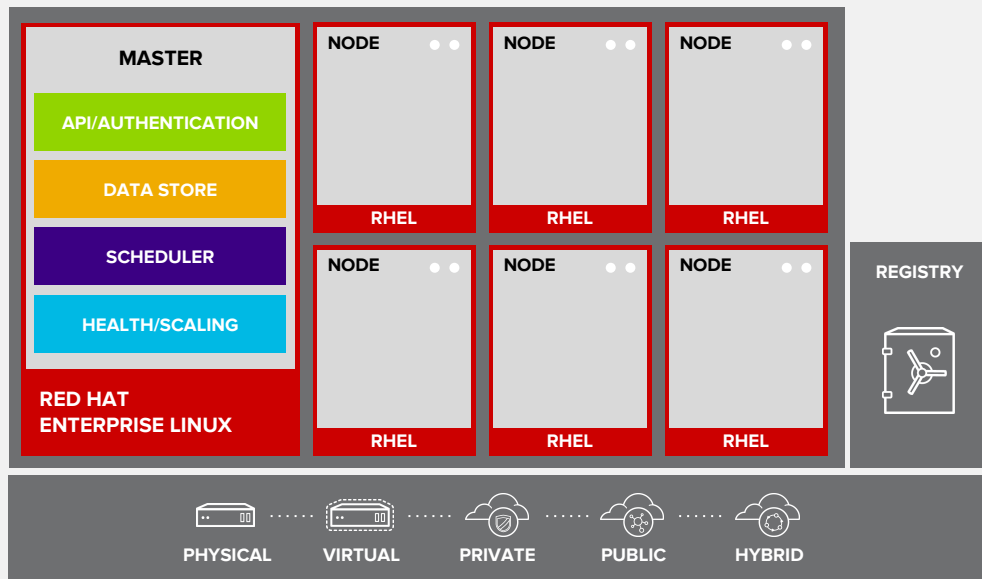 MASTER
API/AUTHENTICATION
DATA STORE
SCHEDULER
HEALTH/SCALING
RED HAT
ENTERPRISE LINUX
NODE
NODE
NODE
RHEL
RHEL
RHEL
NODE
NODE
NODE
RHEL
RHEL
RHEL
REGISTRY
PHYSICAL
VIRTUAL
PRIVATE
PUBLIC
HYBRID